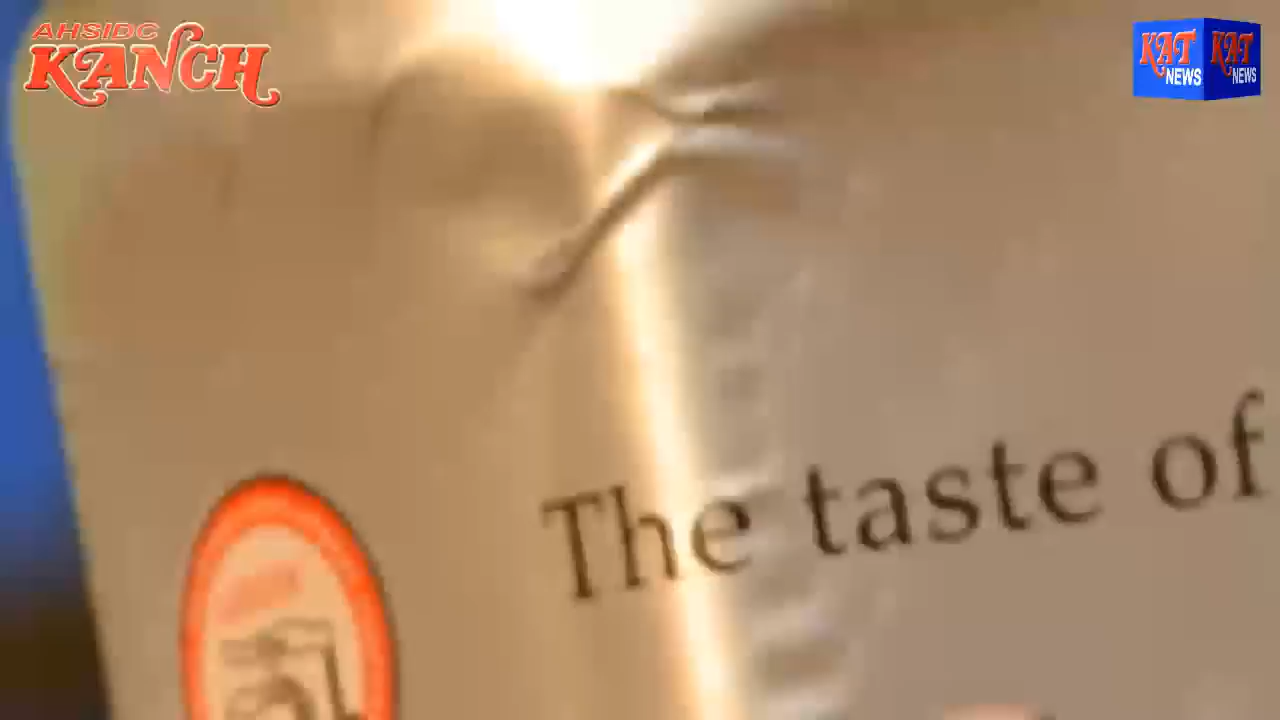 AHSIDC
KANCH
KAT
NEWS
KAT
NEWS
The taste of